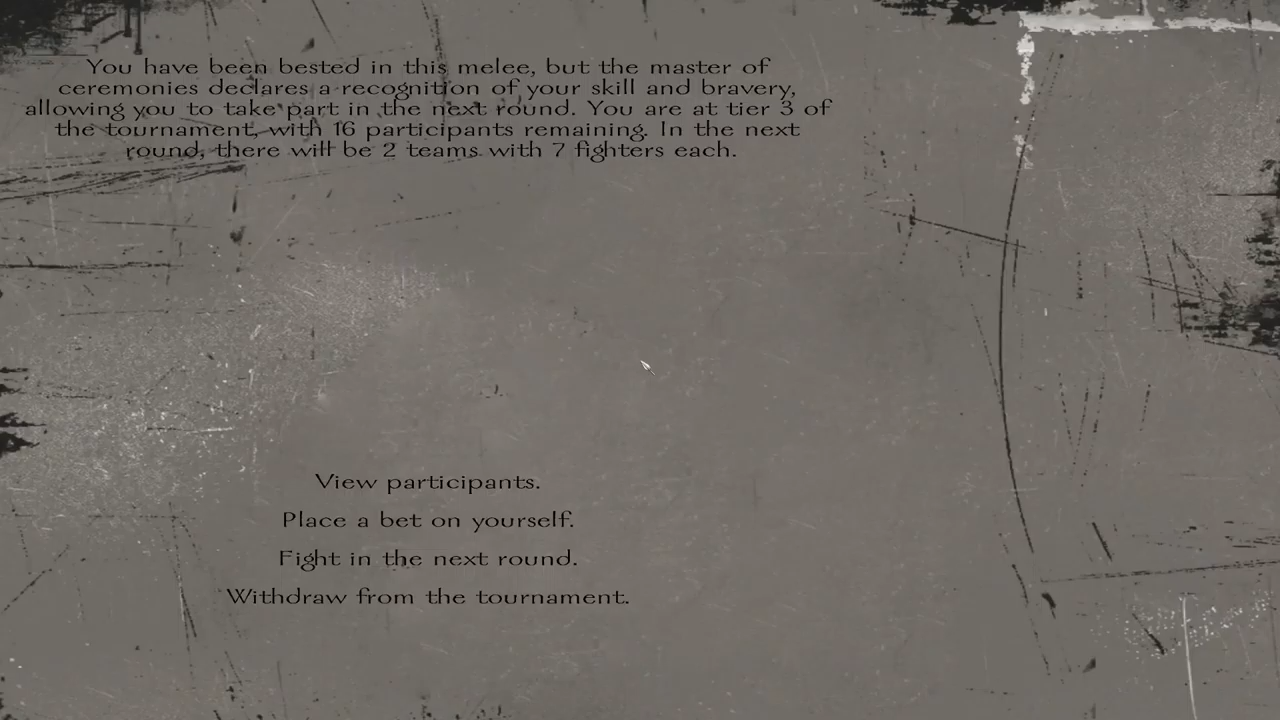 You have been bested in this melee, but the master of
ceremonies declares a recognition of your skill and bravery,
allowing you to take part in the next round. You are at tier 3 of
the tournament, with 16 participants remaining. In the next
round, there will be 2 teams with 7 fighters each.
View participants.
Place a bet on yourself.
Fight in the next round.
Withdraw from the tournament.